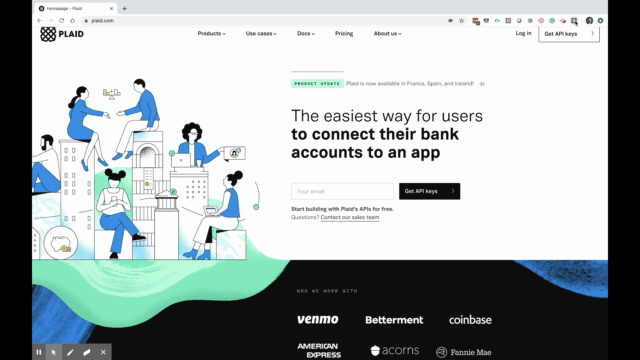 Homepage - Plaid
plaid.com
PLAID
Products
Use cases
Docs
Pricing
About us
Log in
Get API keys
PRODUCT UPDATE
Plaid is now available in France, Spain, and Ireland!
The easiest way for users
to connect their bank
accounts to an app
Your email
Get API keys
Start building with Plaid's APIs for free.
Questions? Contact our sales team
WHO WE WORK WITH
venmo
Betterment
coinbase
AMERICAN
EXPRESS
acorns
Fannie Mae